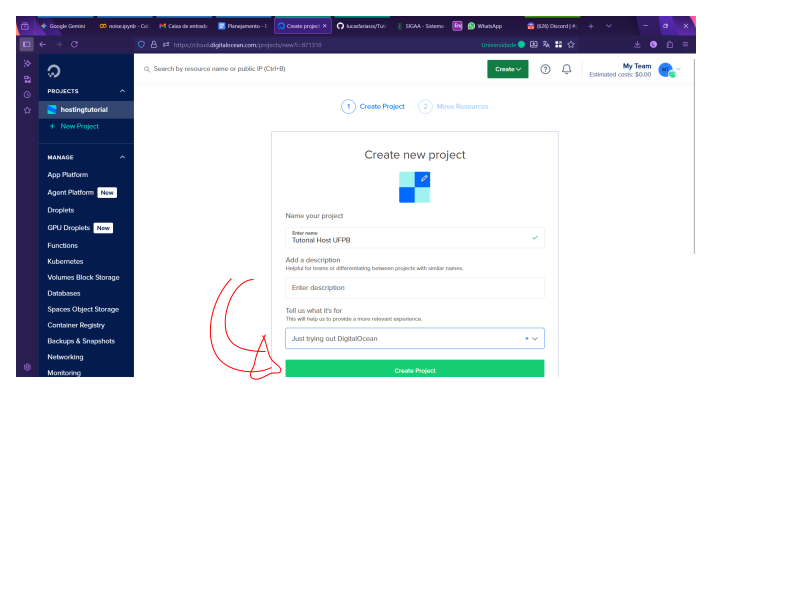 Google Gemini
noise.ipynb - Col
Caixa de entrada
Planejamento - D
Create project
lucasfariass/Tuto
SIGAA - Sistema
Eng
WhatsApp
(626) Discord | #
https://cloud.digitalocean.com/projects/new?i=871310
Universidade
Search by resource name or public IP (Ctrl+B)
Create
My Team
Estimated costs: $0.00
PROJECTS
hostingtutorial
+ New Project
MANAGE
App Platform
Agent Platform New
Droplets
GPU Droplets New
Functions
Kubernetes
Volumes Block Storage
Databases
Spaces Object Storage
Container Registry
Backups & Snapshots
Networking
Monitoring
1 Create Project
2 Move Resources
Create new project
Name your project
Enter name
Tutorial Host UFPB
Add a description
Helpful for teams or differentiating between projects with similar names.
Enter description
Tell us what it's for
This will help us to provide a more relevant experience.
Just trying out DigitalOcean
Create Project